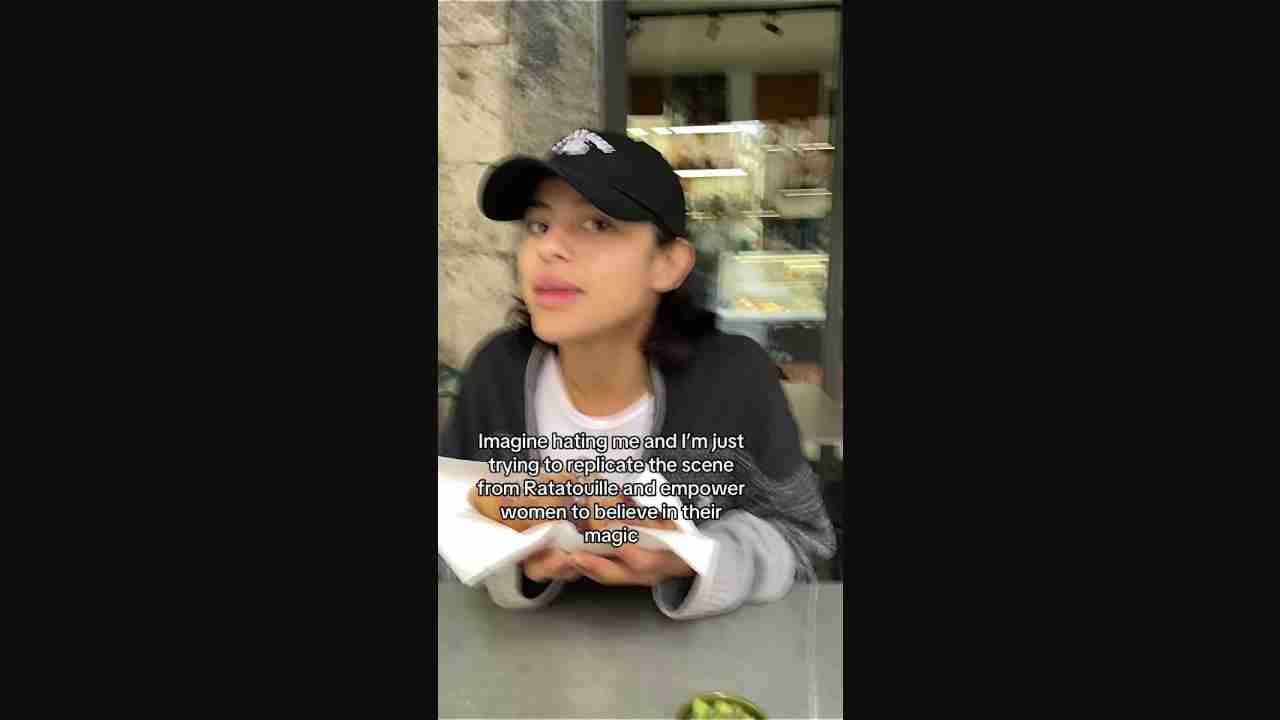 Imagine hating me and I'm just
trying to replicate the scene
from Ratatouille and empower
women to believe in their
magic